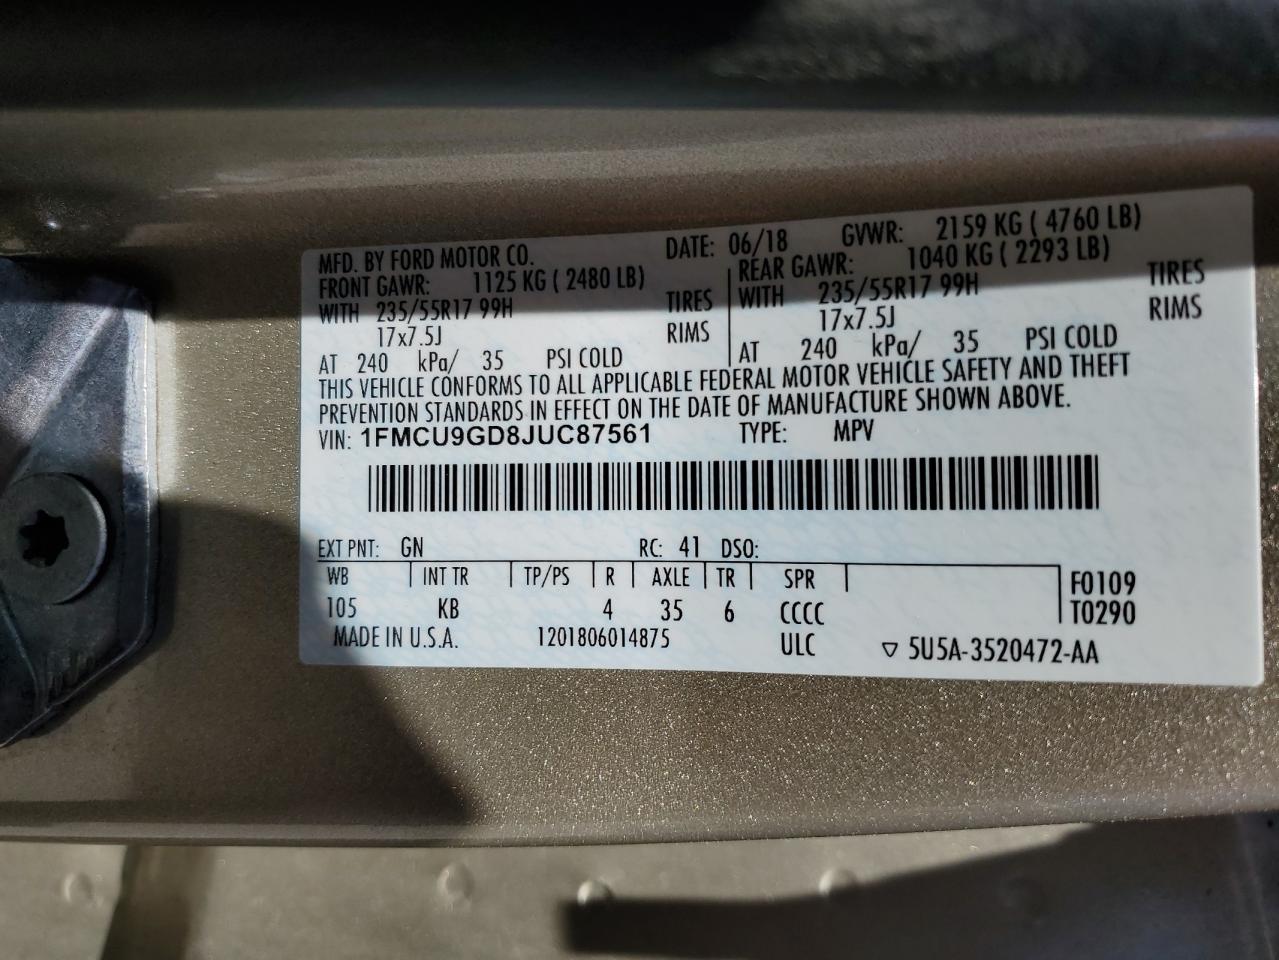 MFD. BY FORD MOTOR CO. DATE: 06/18 GVWR: 2159 KG ( 4760 LB)
FRONT GAWR: 1125 KG ( 2480 LB) REAR GAWR: 1040 KG ( 2293 LB)
WITH 235/55R17 99H TIRES WITH 235/55R17 99H TIRES
17x7.5J RIMS 17x7.5J RIMS
AT 240 kPa/ 35 PSI COLD AT 240 kPa/ 35 PSI COLD
THIS VEHICLE CONFORMS TO ALL APPLICABLE FEDERAL MOTOR VEHICLE SAFETY AND THEFT
PREVENTION STANDARDS IN EFFECT ON THE DATE OF MANUFACTURE SHOWN ABOVE.
VIN: 1FMCU9GD8JUC87561 TYPE: MPV
EXT PNT: GN RC: 41 DSO:
WB INT TR TP/PS R AXLE TR SPR F0109
105 KB 4 35 6 CCCC T0290
MADE IN U.S.A. 1201806014875 ULC ▽ 5U5A-3520472-AA